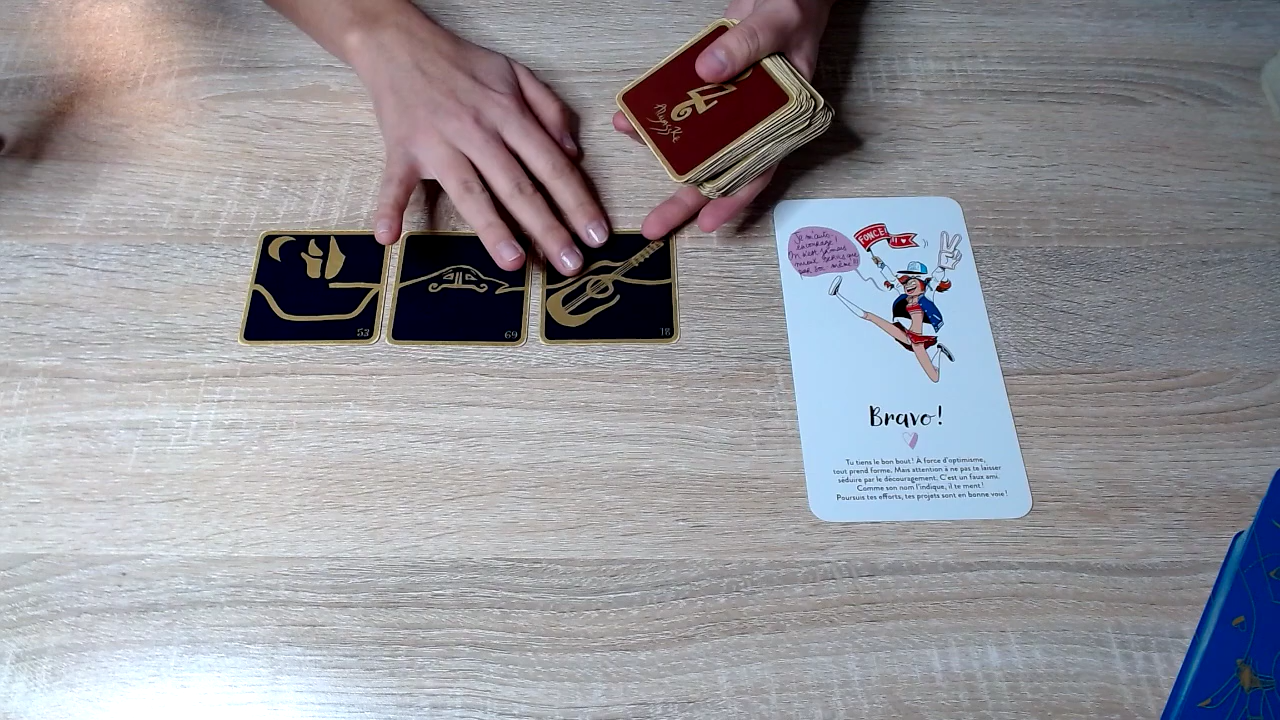 53
69
18
FONCE!
Bravo!
Tu tiens le bon bout! À force d'optimisme,
tout prend forme. Mais attention à ne pas te laisser
séduire par le découragement. C'est un faux ami.
Comme son nom l'indique, il te ment!
Poursuis tes efforts, tes projets sont en bonne voie!